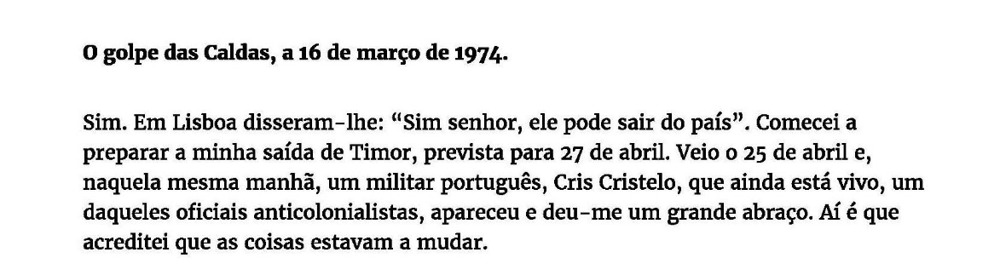 O golpe das Caldas, a 16 de março de 1974.
Sim. Em Lisboa disseram-lhe: “Sim senhor, ele pode sair do país”. Comecei a
preparar a minha saída de Timor, prevista para 27 de abril. Veio o 25 de abril e,
naquela mesma manhã, um militar português, Cris Cristelo, que ainda está vivo, um
daqueles oficiais anticolonialistas, apareceu e deu-me um grande abraço. Aí é que
acreditei que as coisas estavam a mudar.